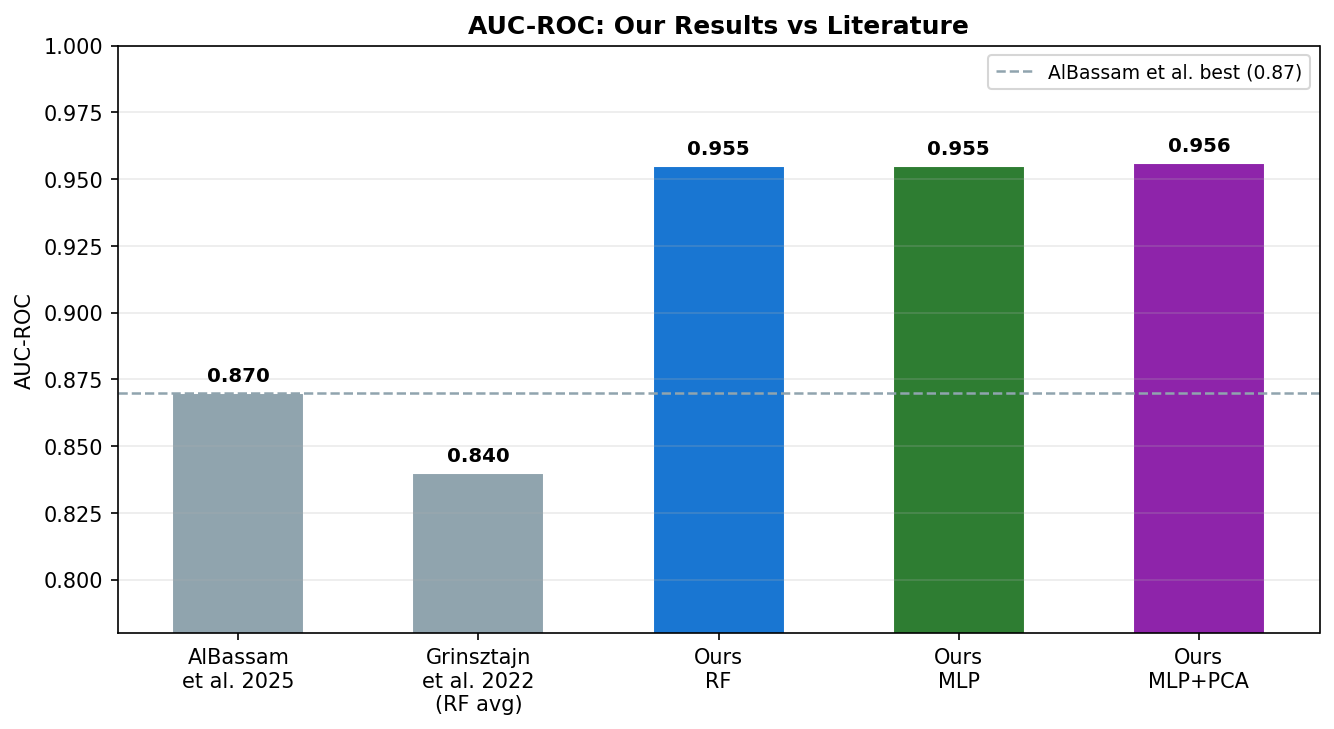 AUC-ROC: Our Results vs Literature
AlBassam et al. best (0.87)
AUC-ROC
1.000
0.975
0.950
0.925
0.900
0.875
0.850
0.825
0.800
0.870
0.840
0.955
0.955
0.956
AlBassam
et al. 2025
Grinsztajn
et al. 2022
(RF avg)
Ours
RF
Ours
MLP
Ours
MLP+PCA